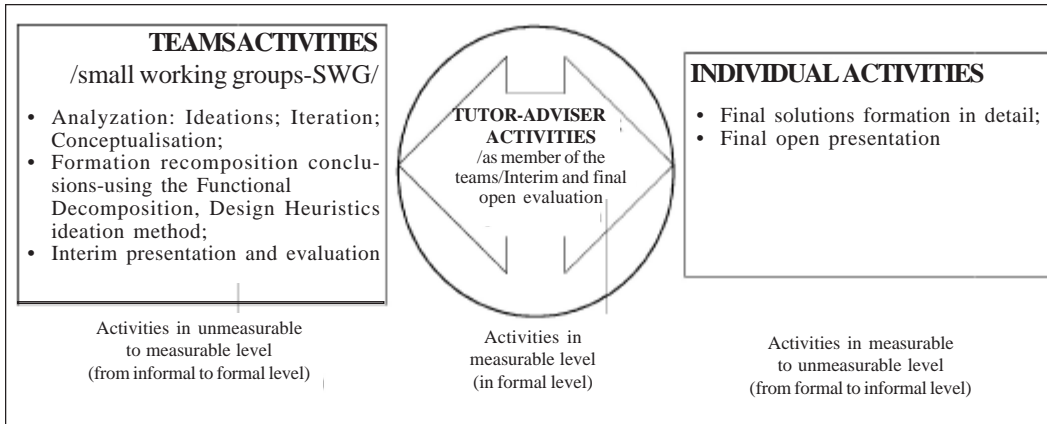 TEAMSACTIVITIES
/small working groups-SWG/
• Analyzation: Ideations; Iteration;
Conceptualisation;
• Formation recomposition conclu-
sions-using the Functional
Decomposition, Design Heuristics
ideation method;
• Interim presentation and evaluation
Activities in unmeasurable
to measurable level
(from informal to formal level)
TUTOR-ADVISER
ACTIVITIES
/as member of the
teams/Interim and final
open evaluation
Activities in
measurable level
(in formal level)
INDIVIDUAL ACTIVITIES
• Final solutions formation in detail;
• Final open presentation
Activities in measurable
to unmeasurable level
(from formal to informal level)